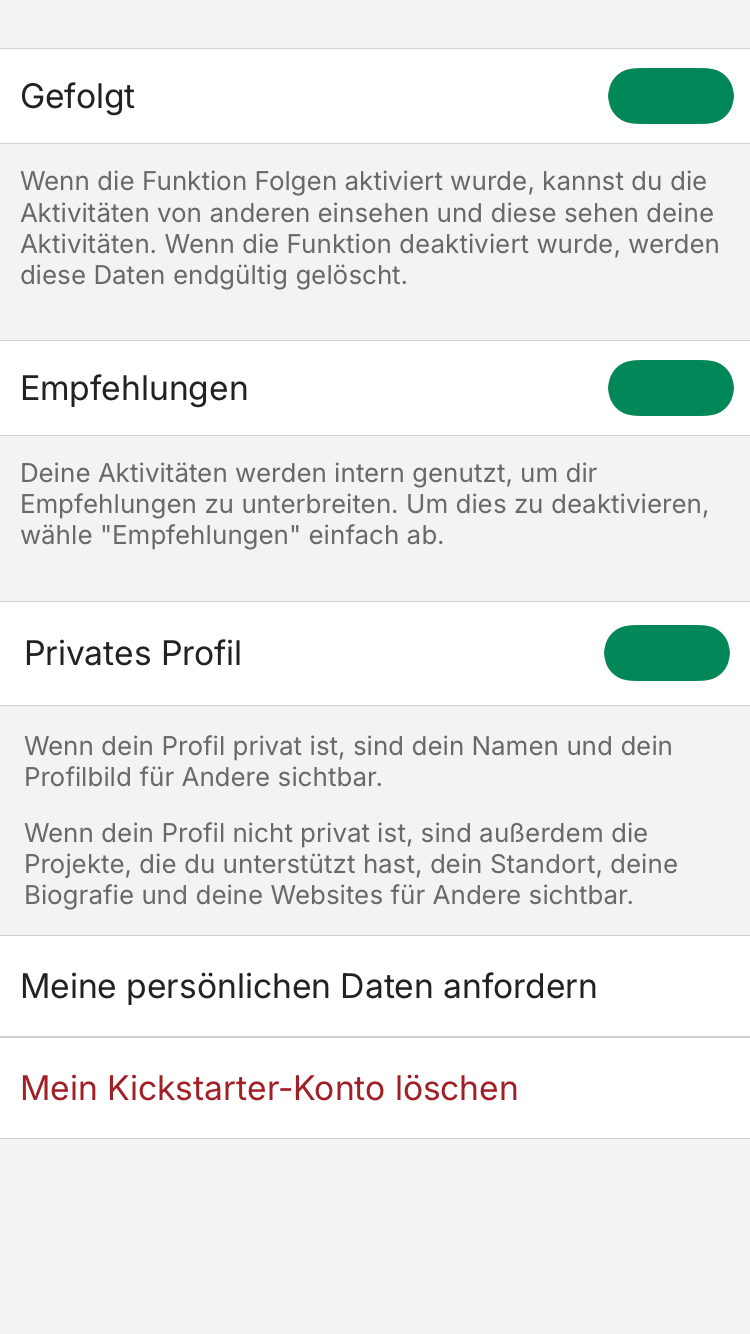 Gefolgt
Wenn die Funktion Folgen aktiviert wurde, kannst du die
Aktivitäten von anderen einsehen und diese sehen deine
Aktivitäten. Wenn die Funktion deaktiviert wurde, werden
diese Daten endgültig gelöscht.
Empfehlungen
Deine Aktivitäten werden intern genutzt, um dir
Empfehlungen zu unterbreiten. Um dies zu deaktivieren,
wähle "Empfehlungen" einfach ab.
Privates Profil
Wenn dein Profil privat ist, sind dein Namen und dein
Profilbild für Andere sichtbar.
Wenn dein Profil nicht privat ist, sind außerdem die
Projekte, die du unterstützt hast, dein Standort, deine
Biografie und deine Websites für Andere sichtbar.
Meine persönlichen Daten anfordern
Mein Kickstarter-Konto löschen